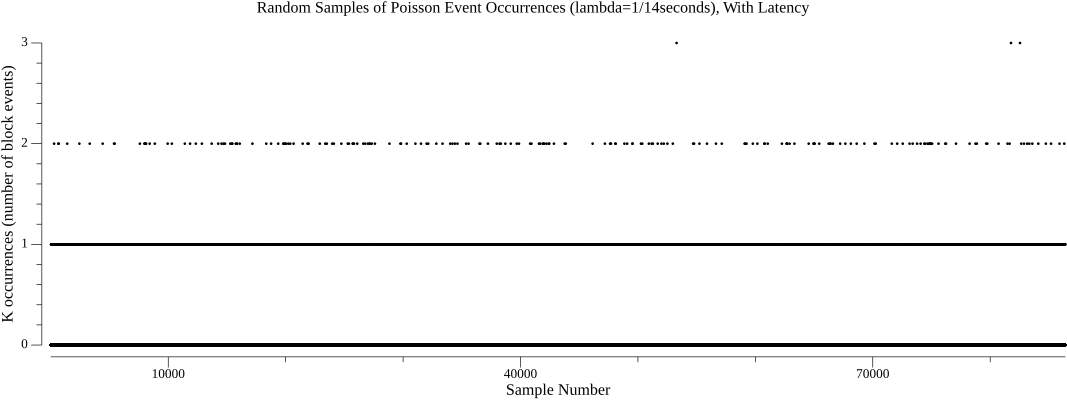 Random Samples of Poisson Event Occurrences (lambda=1/14seconds), With Latency
K occurrences (number of block events)
3
2
1
0
10000 40000 70000
Sample Number